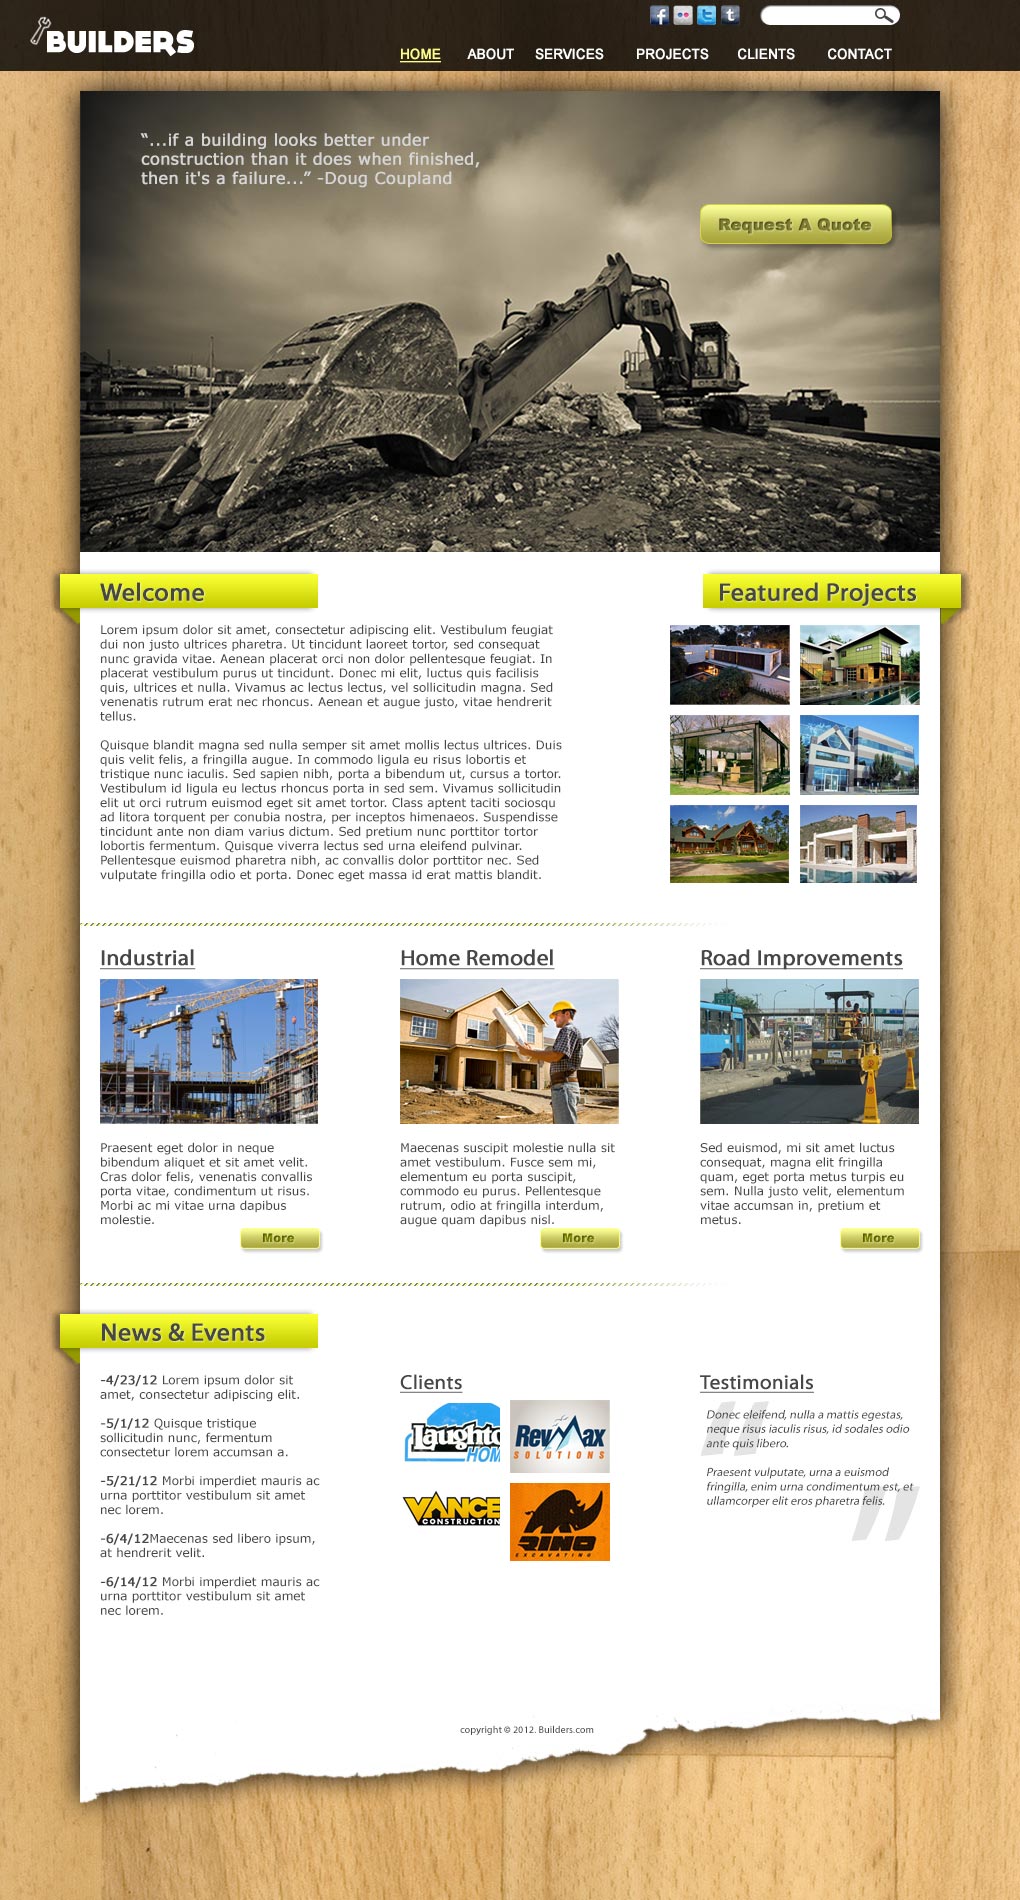 BUILDERS
HOME ABOUT SERVICES PROJECTS CLIENTS CONTACT
“...if a building looks better under
construction than it does when finished,
then it's a failure...” -Doug Coupland
Request A Quote
Welcome
Lorem ipsum dolor sit amet, consectetur adipiscing elit. Vestibulum feugiat
dui non justo ultrices pharetra. Ut tincidunt laoreet tortor, sed consequat
nunc gravida vitae. Aenean placerat orci non dolor pellentesque feugiat. In
placerat vestibulum purus ut tincidunt. Donec mi elit, luctus quis facilisis
quis, ultrices et nulla. Vivamus ac lectus lectus, vel sollicitudin magna. Sed
venenatis rutrum erat nec rhoncus. Aenean et augue justo, vitae hendrerit
tellus.
Quisque blandit magna sed nulla semper sit amet mollis lectus ultrices. Duis
quis velit felis, a fringilla augue. In commodo ligula eu risus lobortis et
tristique nunc iaculis. Sed sapien nibh, porta a bibendum ut, cursus a tortor.
Vestibulum id ligula eu lectus rhoncus porta in sed sem. Vivamus sollicitudin
elit ut orci rutrum euismod eget sit amet tortor. Class aptent taciti sociosqu
ad litora torquent per conubia nostra, per inceptos himenaeos. Suspendisse
tincidunt ante non diam varius dictum. Sed pretium nunc porttitor tortor
lobortis fermentum. Quisque viverra lectus sed urna eleifend pulvinar.
Pellentesque euismod pharetra nibh, ac convallis dolor porttitor nec. Sed
vulputate fringilla odio et porta. Donec eget massa id erat mattis blandit.
Featured Projects
Industrial
Praesent eget dolor in neque
bibendum aliquet et sit amet velit.
Cras dolor felis, venenatis convallis
porta vitae, condimentum ut risus.
Morbi ac mi vitae urna dapibus
molestie.
More
Home Remodel
Maecenas suscipit molestie nulla sit
amet vestibulum. Fusce sem mi,
elementum eu porta suscipit,
commodo eu purus. Pellentesque
rutrum, odio at fringilla interdum,
augue quam dapibus nisl.
More
Road Improvements
Sed euismod, mi sit amet luctus
consequat, magna elit fringilla
quam, eget porta metus turpis eu
sem. Nulla justo velit, elementum
vitae accumsan in, pretium et
metus.
More
News & Events
-4/23/12 Lorem ipsum dolor sit
amet, consectetur adipiscing elit.
-5/1/12 Quisque tristique
sollicitudin nunc, fermentum
consectetur lorem accumsan a.
-5/21/12 Morbi imperdiet mauris ac
urna porttitor vestibulum sit amet
nec lorem.
-6/4/12Maecenas sed libero ipsum,
at hendrerit velit.
-6/14/12 Morbi imperdiet mauris ac
urna porttitor vestibulum sit amet
nec lorem.
Clients
Laughto
HOM
RevMax
SOLUTIONS
VANCE
CONSTRUCTION
RINO
EXCAVATING
Testimonials
Donec eleifend, nulla a mattis egestas,
neque risus iaculis risus, id sodales odio
ante quis libero.
Praesent vulputate, urna a euismod
fringilla, enim urna condimentum est, et
ullamcorper elit eros pharetra felis.
copyright © 2012. Builders.com